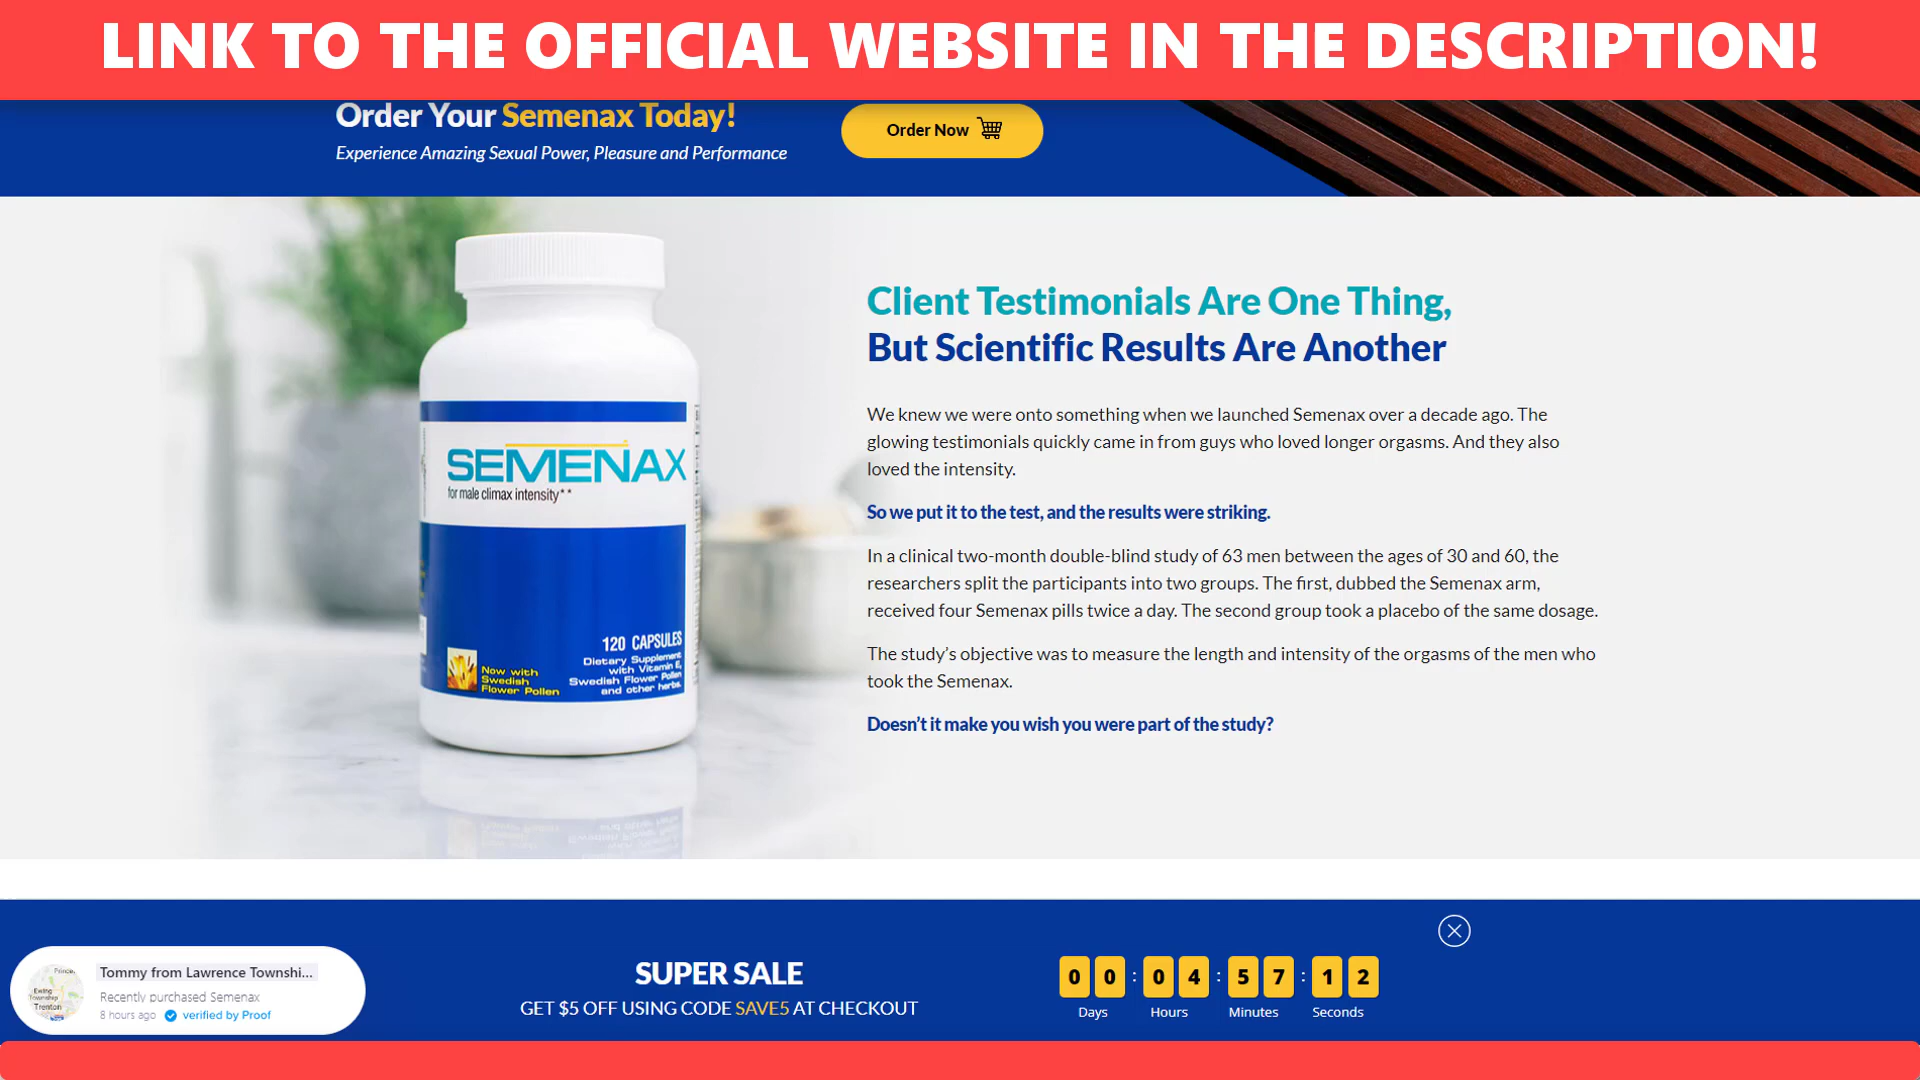 LINK TO THE OFFICIAL WEBSITE IN THE DESCRIPTION!
Order Your Semenax Today!
Experience Amazing Sexual Power, Pleasure and Performance
Order Now
Client Testimonials Are One Thing,
But Scientific Results Are Another
We knew we were onto something when we launched Semenax over a decade ago. The
glowing testimonials quickly came in from guys who loved longer orgasms. And they also
loved the intensity.
So we put it to the test, and the results were striking.
In a clinical two-month double-blind study of 63 men between the ages of 30 and 60, the
researchers split the participants into two groups. The first, dubbed the Semenax arm,
received four Semenax pills twice a day. The second group took a placebo of the same dosage.
The study’s objective was to measure the length and intensity of the orgasms of the men who
took the Semenax.
Doesn’t it make you wish you were part of the study?
SEMENAX
for male climax intensity**
120 CAPSULES
Dietary Supplement
with Vitamin E,
Swedish Flower Pollen
and other herbs.
Now with
Swedish
Flower Pollen
Tommy from Lawrence Townshi...
Recently purchased Semenax
8 hours ago verified by Proof
Ewing
Township
Trenton
SUPER SALE
GET $5 OFF USING CODE SAVE5 AT CHECKOUT
00 : 04 : 57 : 12
Days Hours Minutes Seconds